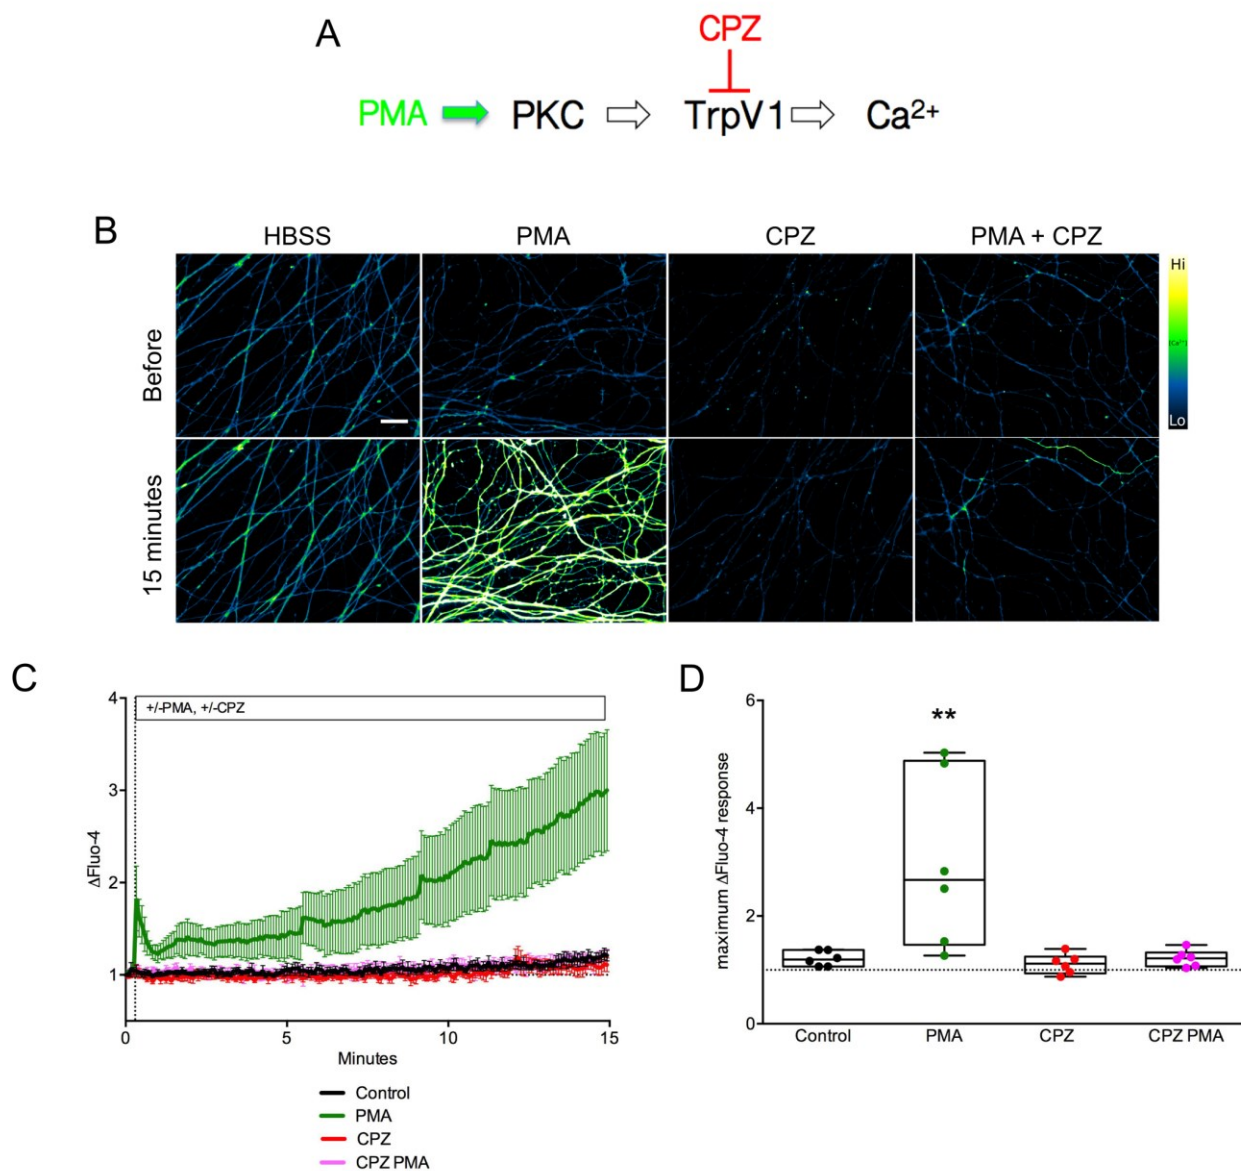 A
CPZ
PMA PKC TrpV1 Ca²⁺
B
HBSS PMA CPZ PMA + CPZ
Before
Hi
[Ca²⁺]
Lo
15 minutes
C
+/-PMA, +/-CPZ
ΔFluo-4
4
3
2
1
0 5 10 15
Minutes
Control
PMA
CPZ
CPZ PMA
D
**
maximum ΔFluo-4 response
6
4
2
0
Control PMA CPZ CPZ PMA